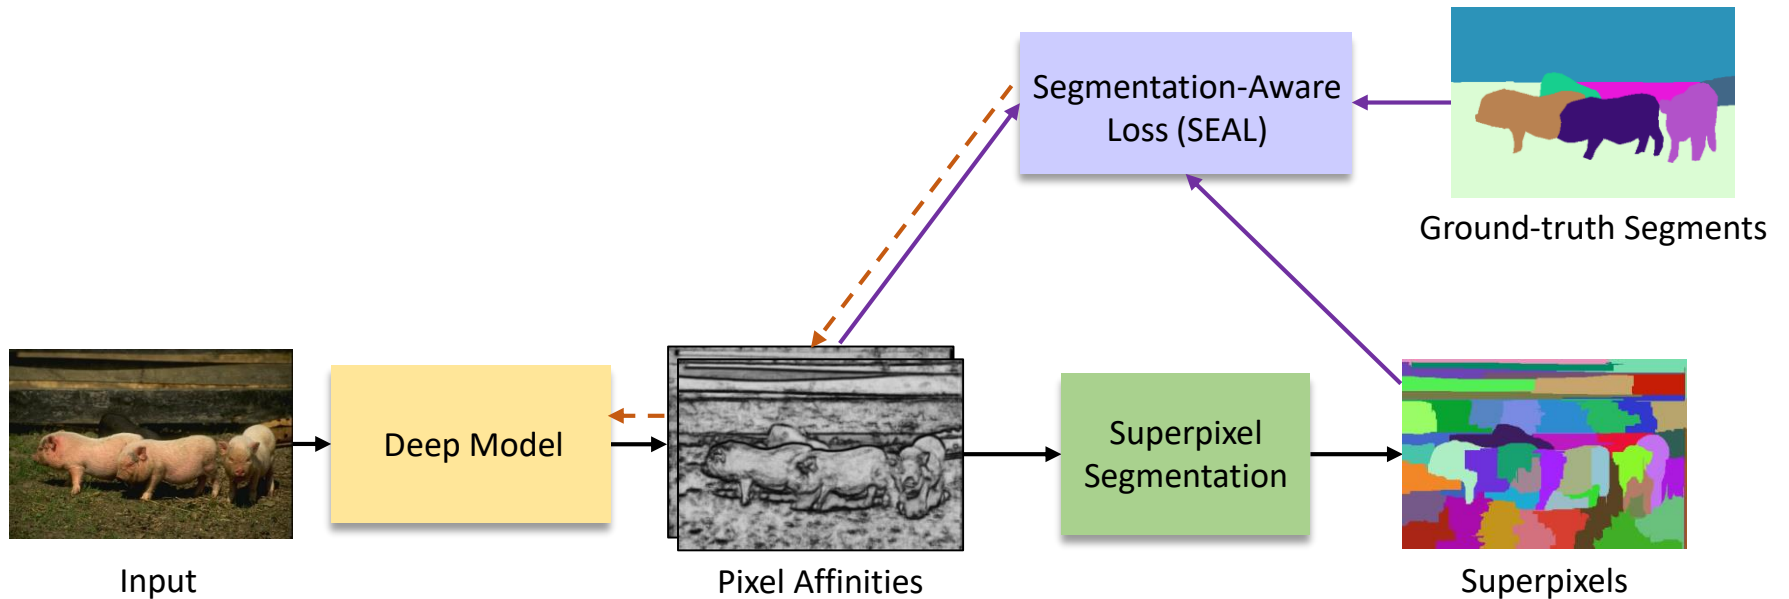 Segmentation-Aware
Loss (SEAL)
Ground-truth Segments
Deep Model
Superpixel
Segmentation
Input
Pixel Affinities
Superpixels